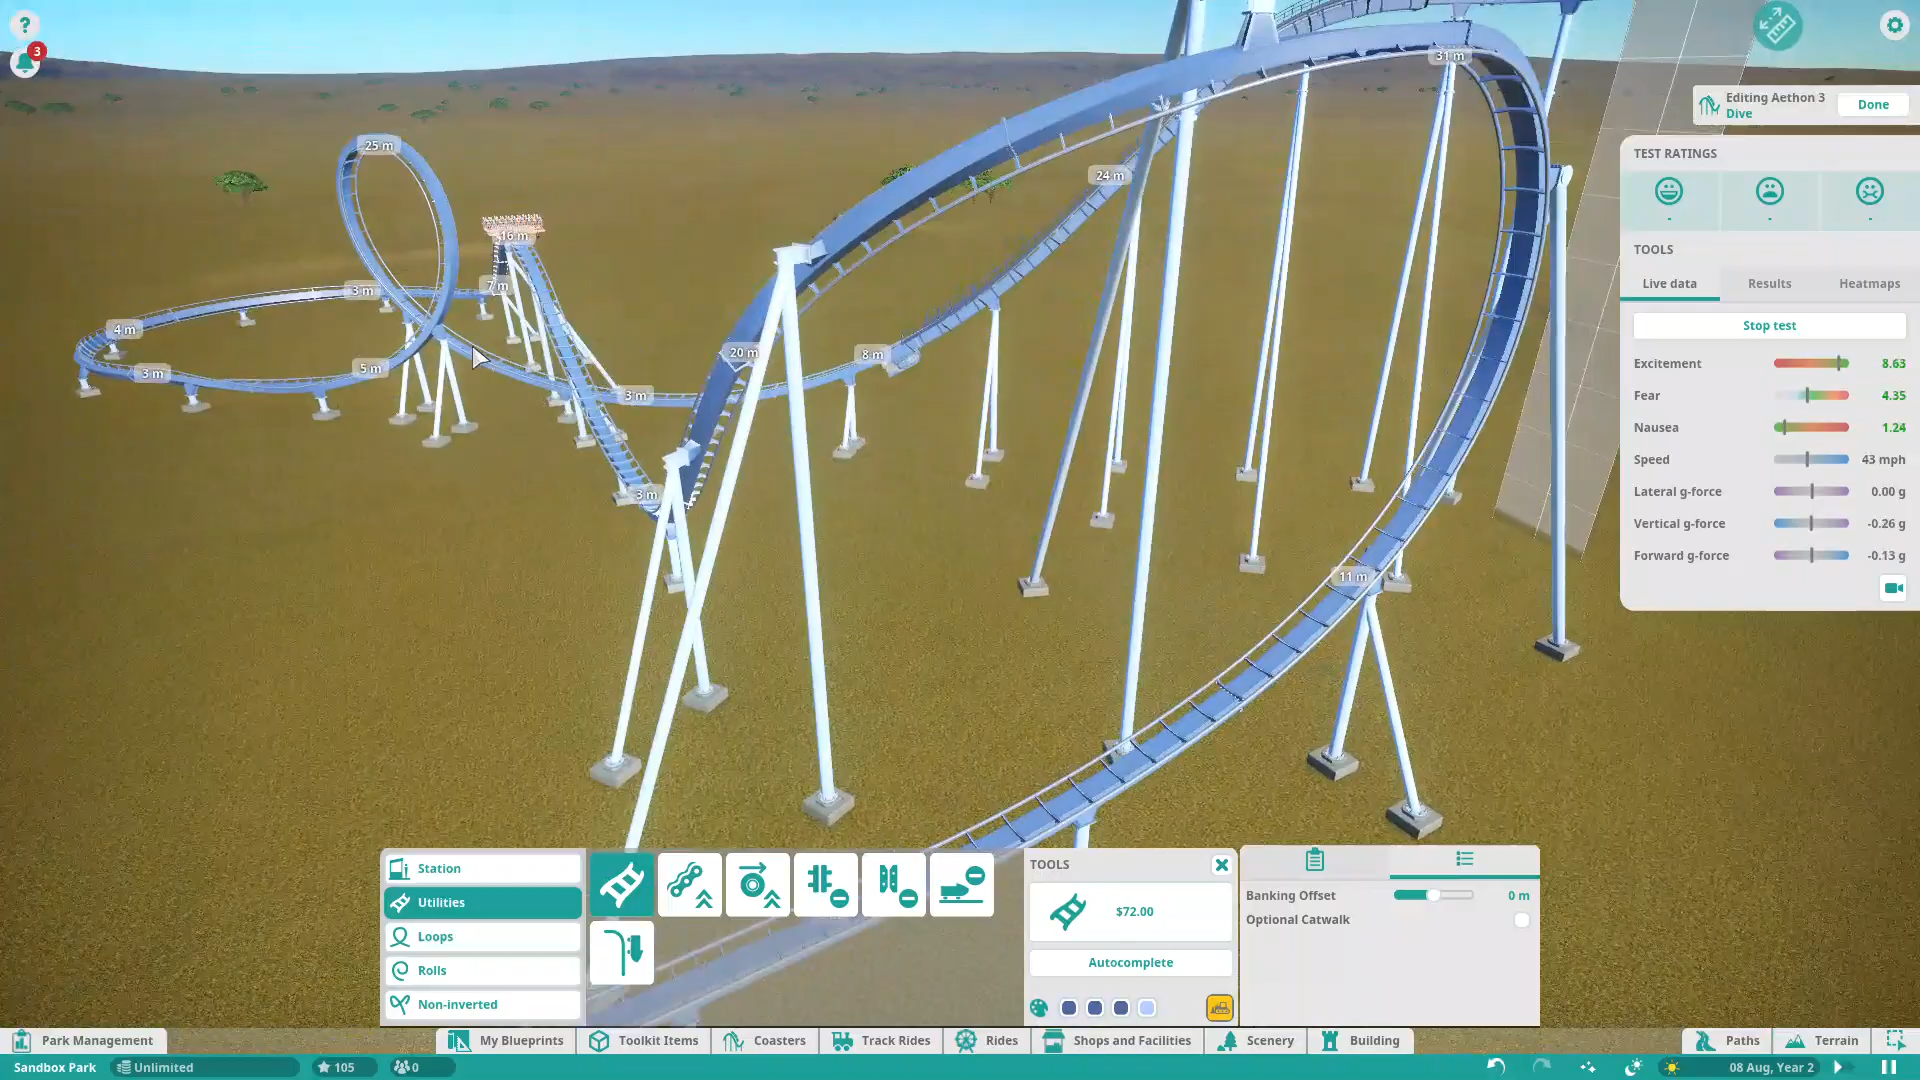 ?
3
31 m
Editing Aethon 3
Dive
Done
25 m
TEST RATINGS
24 m
- - -
16 m
TOOLS
7 m
3 m
Live data Results Heatmaps
4 m
Stop test
20 m
8 m
Excitement 8.63
3 m
5 m
3 m
Fear 4.35
Nausea 1.24
Speed 43 mph
3 m
Lateral g-force 0.00 g
Vertical g-force -0.26 g
Forward g-force -0.13 g
11 m
Station
Utilities
Loops
Rolls
Non-inverted
TOOLS
$72.00
Autocomplete
Banking Offset 0 m
Optional Catwalk
Park Management
My Blueprints Toolkit Items Coasters Track Rides Rides Shops and Facilities Scenery Building
Paths Terrain
Sandbox Park Unlimited 105 0
08 Aug, Year 2